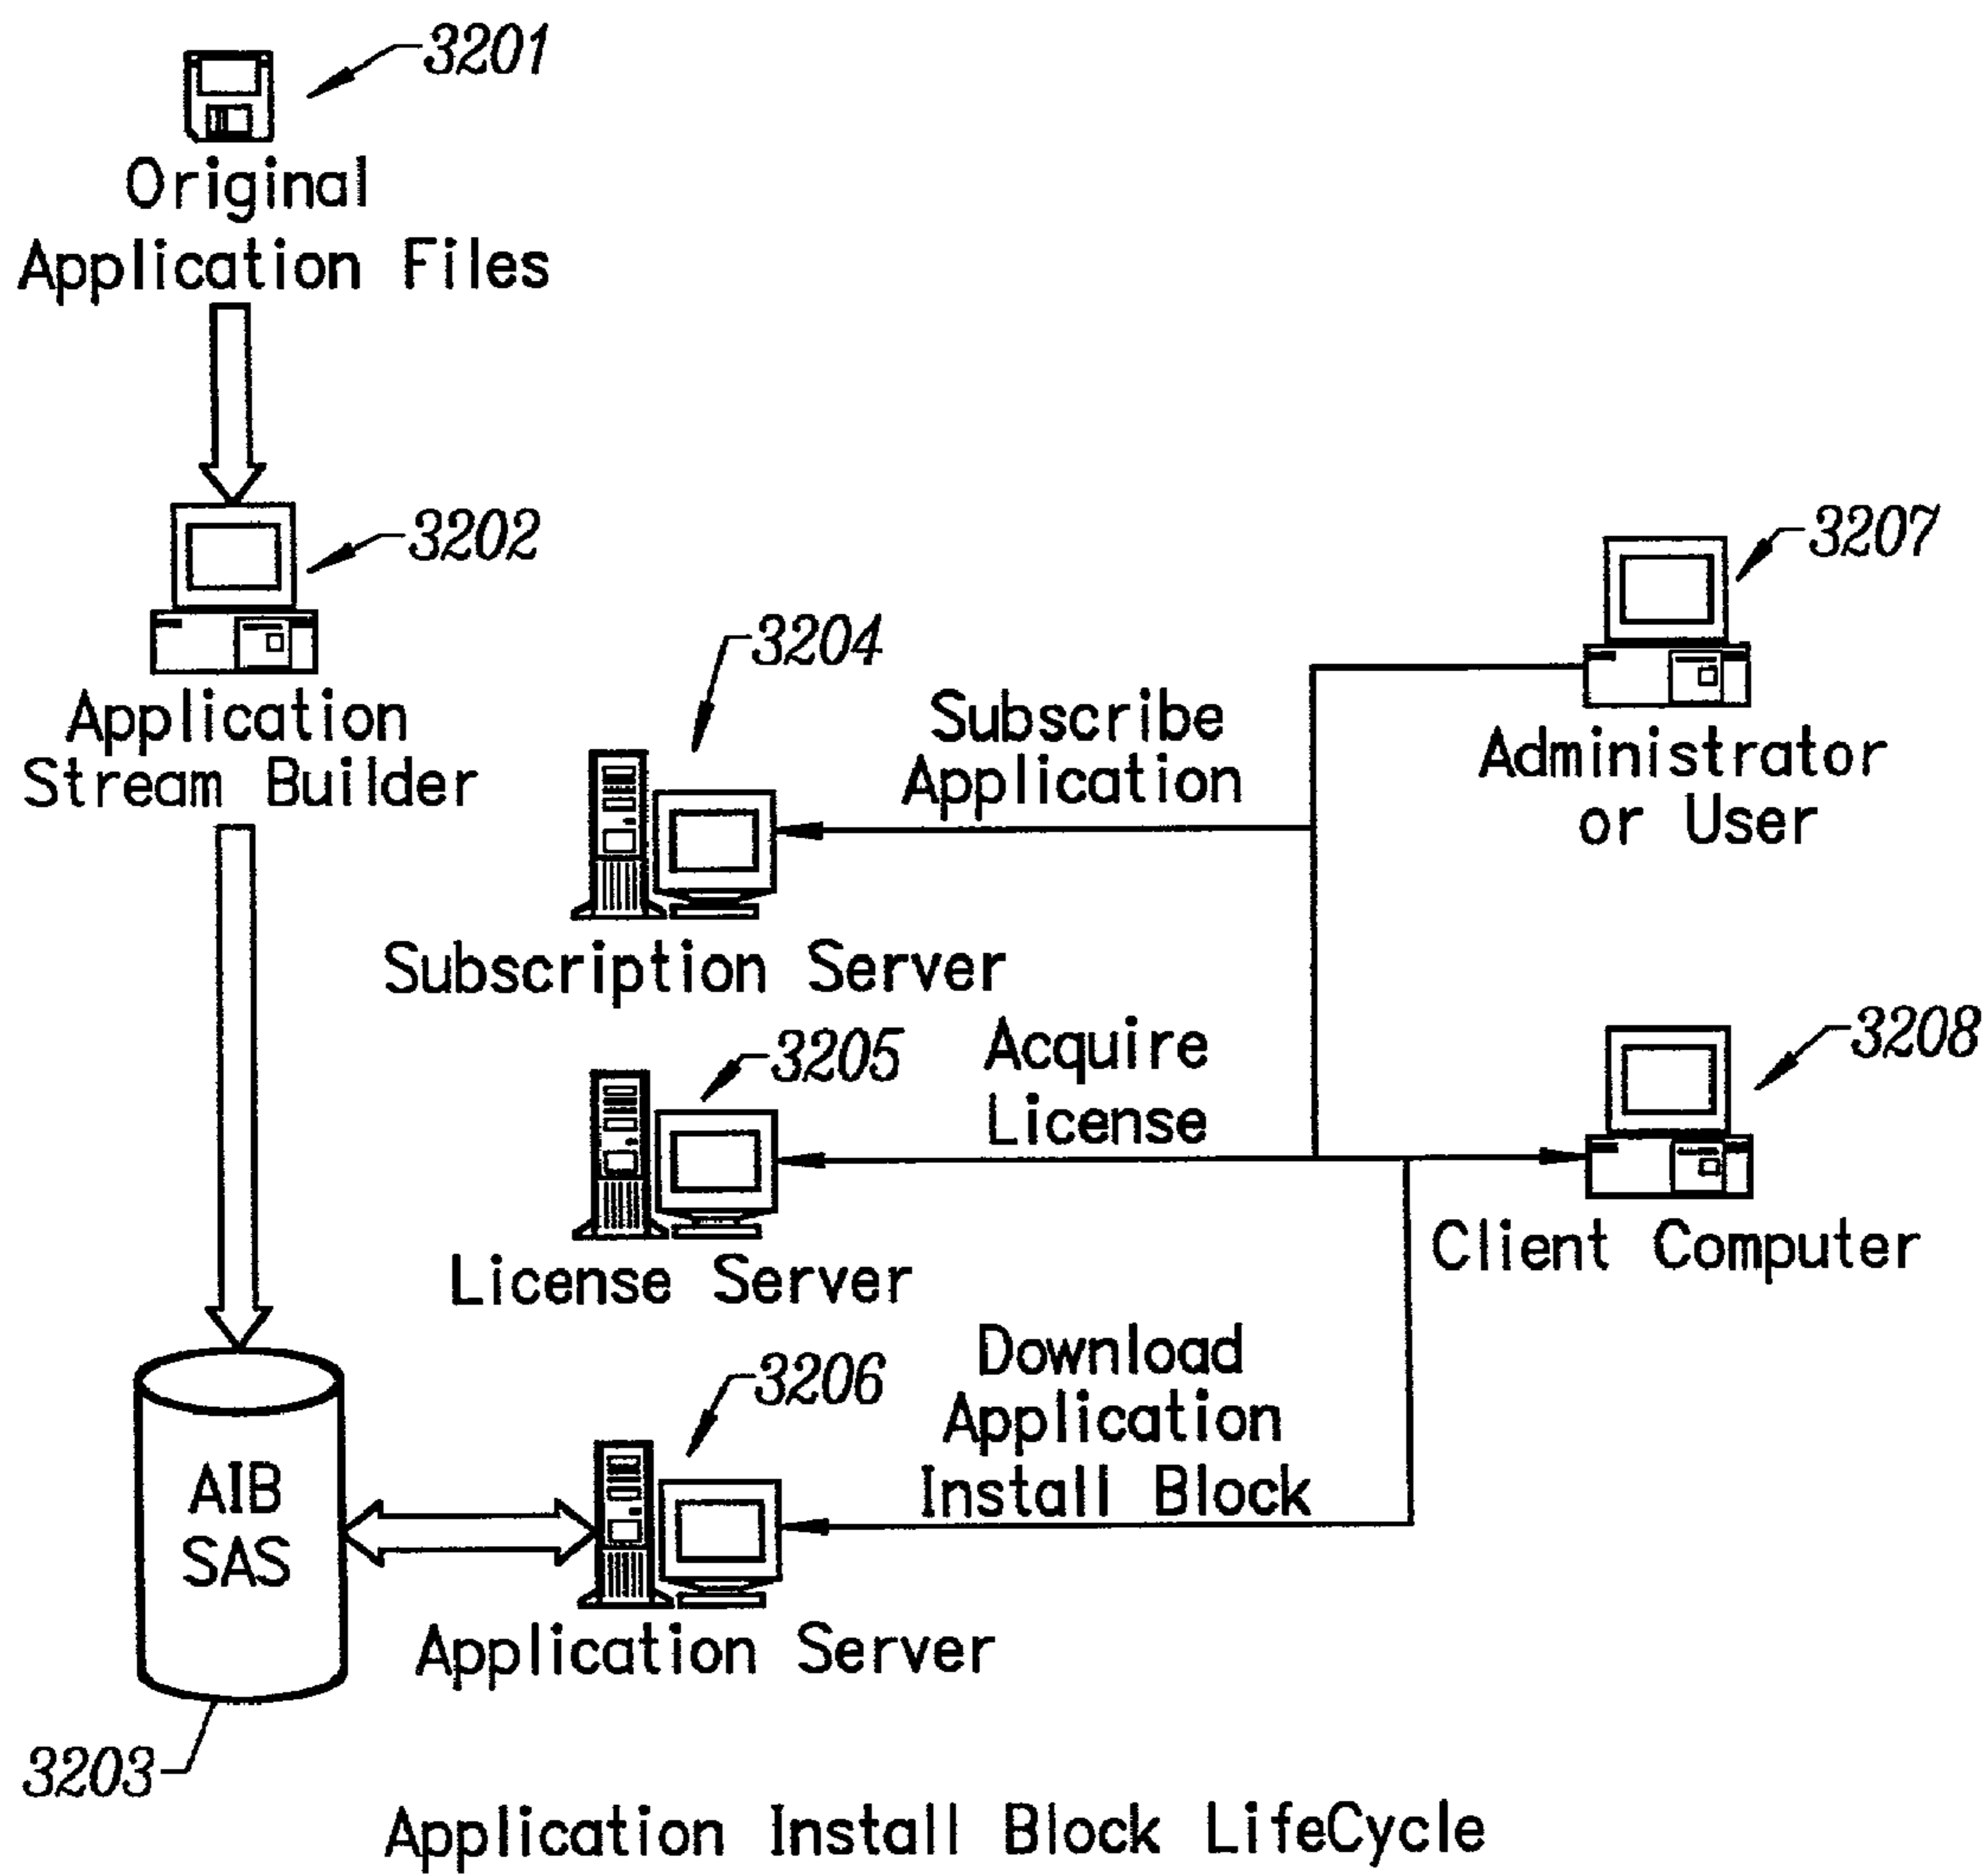 3201
Original
Application Files
3202
Application
Stream Builder
3207
Administrator
or User
3204
Subscribe
Application
Subscription Server
3205
Acquire
License
License Server
3208
Client Computer
3206
Download
Application
Install Block
AIB
SAS
Application Server
3203
Application Install Block LifeCycle